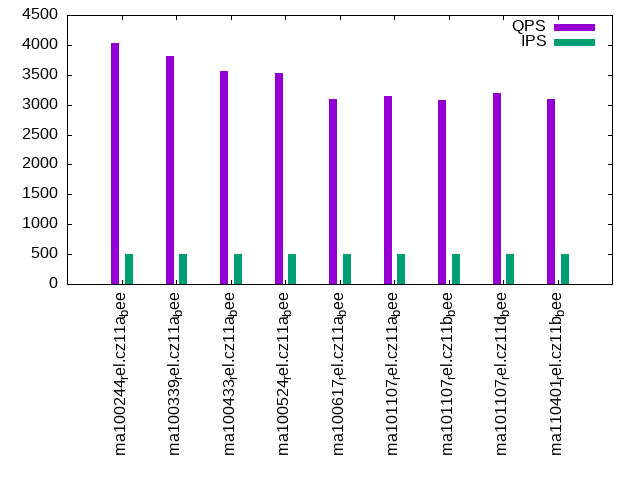 4500
4000
3500
3000
2500
2000
1500
1000
500
0
QPS
IPS
ma100244rel.cz11abee
ma100339rel.cz11abee
ma100433rel.cz11abee
ma100524rel.cz11abee
ma100617rel.cz11abee
ma101107rel.cz11abee
ma101107rel.cz11bbee
ma101107rel.cz11dbee
ma110401rel.cz11bbee